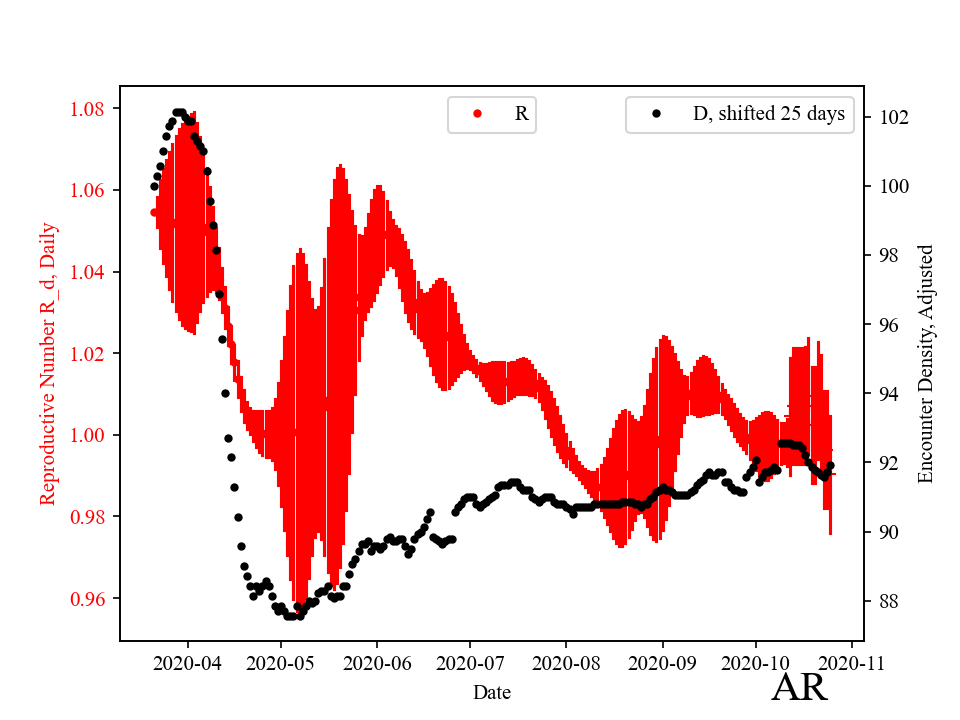 R
D, shifted 25 days
Reproductive Number R_d, Daily
1.08
1.06
1.04
1.02
1.00
0.98
0.96
102
100
98
96
94
92
90
88
Encounter Density, Adjusted
2020-04 2020-05 2020-06 2020-07 2020-08 2020-09 2020-10 2020-11
Date
AR